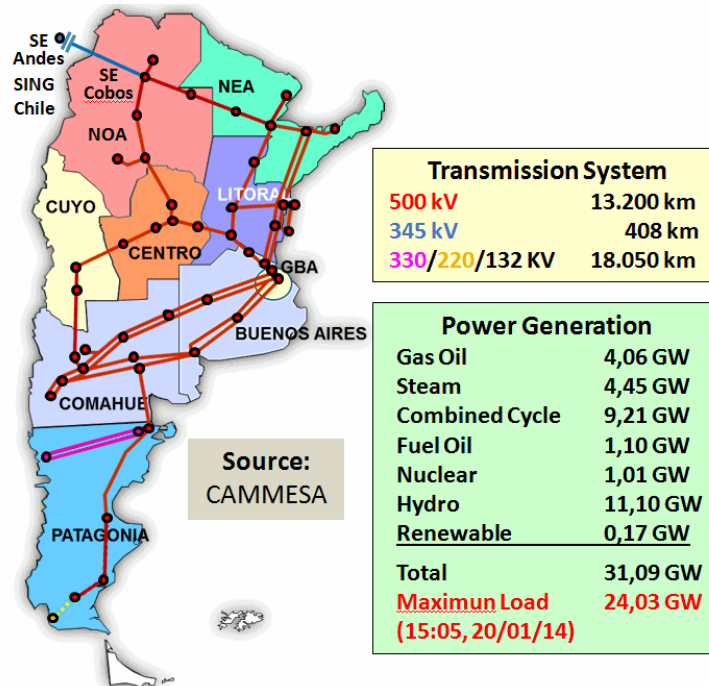 SE
Andes
SING
Chile
SE
Cobos
NEA
NOA
LITORAL
CUYO
CENTRO
GBA
BUENOS AIRES
COMAHUE
PATAGONIA
Source:
CAMMESA
Transmission System
500 kV 13.200 km
345 kV 408 km
330/220/132 KV 18.050 km
Power Generation
Gas Oil 4,06 GW
Steam 4,45 GW
Combined Cycle 9,21 GW
Fuel Oil 1,10 GW
Nuclear 1,01 GW
Hydro 11,10 GW
Renewable 0,17 GW
Total 31,09 GW
Maximun Load 24,03 GW
(15:05, 20/01/14)